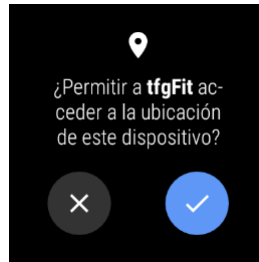 ¿Permitir a tfgFit ac-
ceder a la ubicación
de este dispositivo?